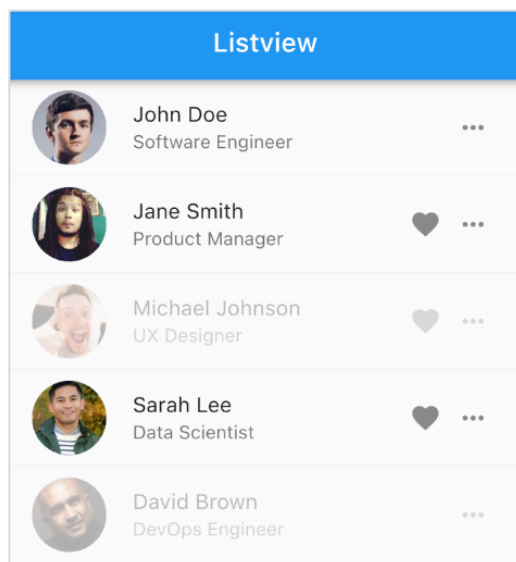 Listview
John Doe
Software Engineer
Jane Smith
Product Manager
Michael Johnson
UX Designer
Sarah Lee
Data Scientist
David Brown
DevOps Engineer